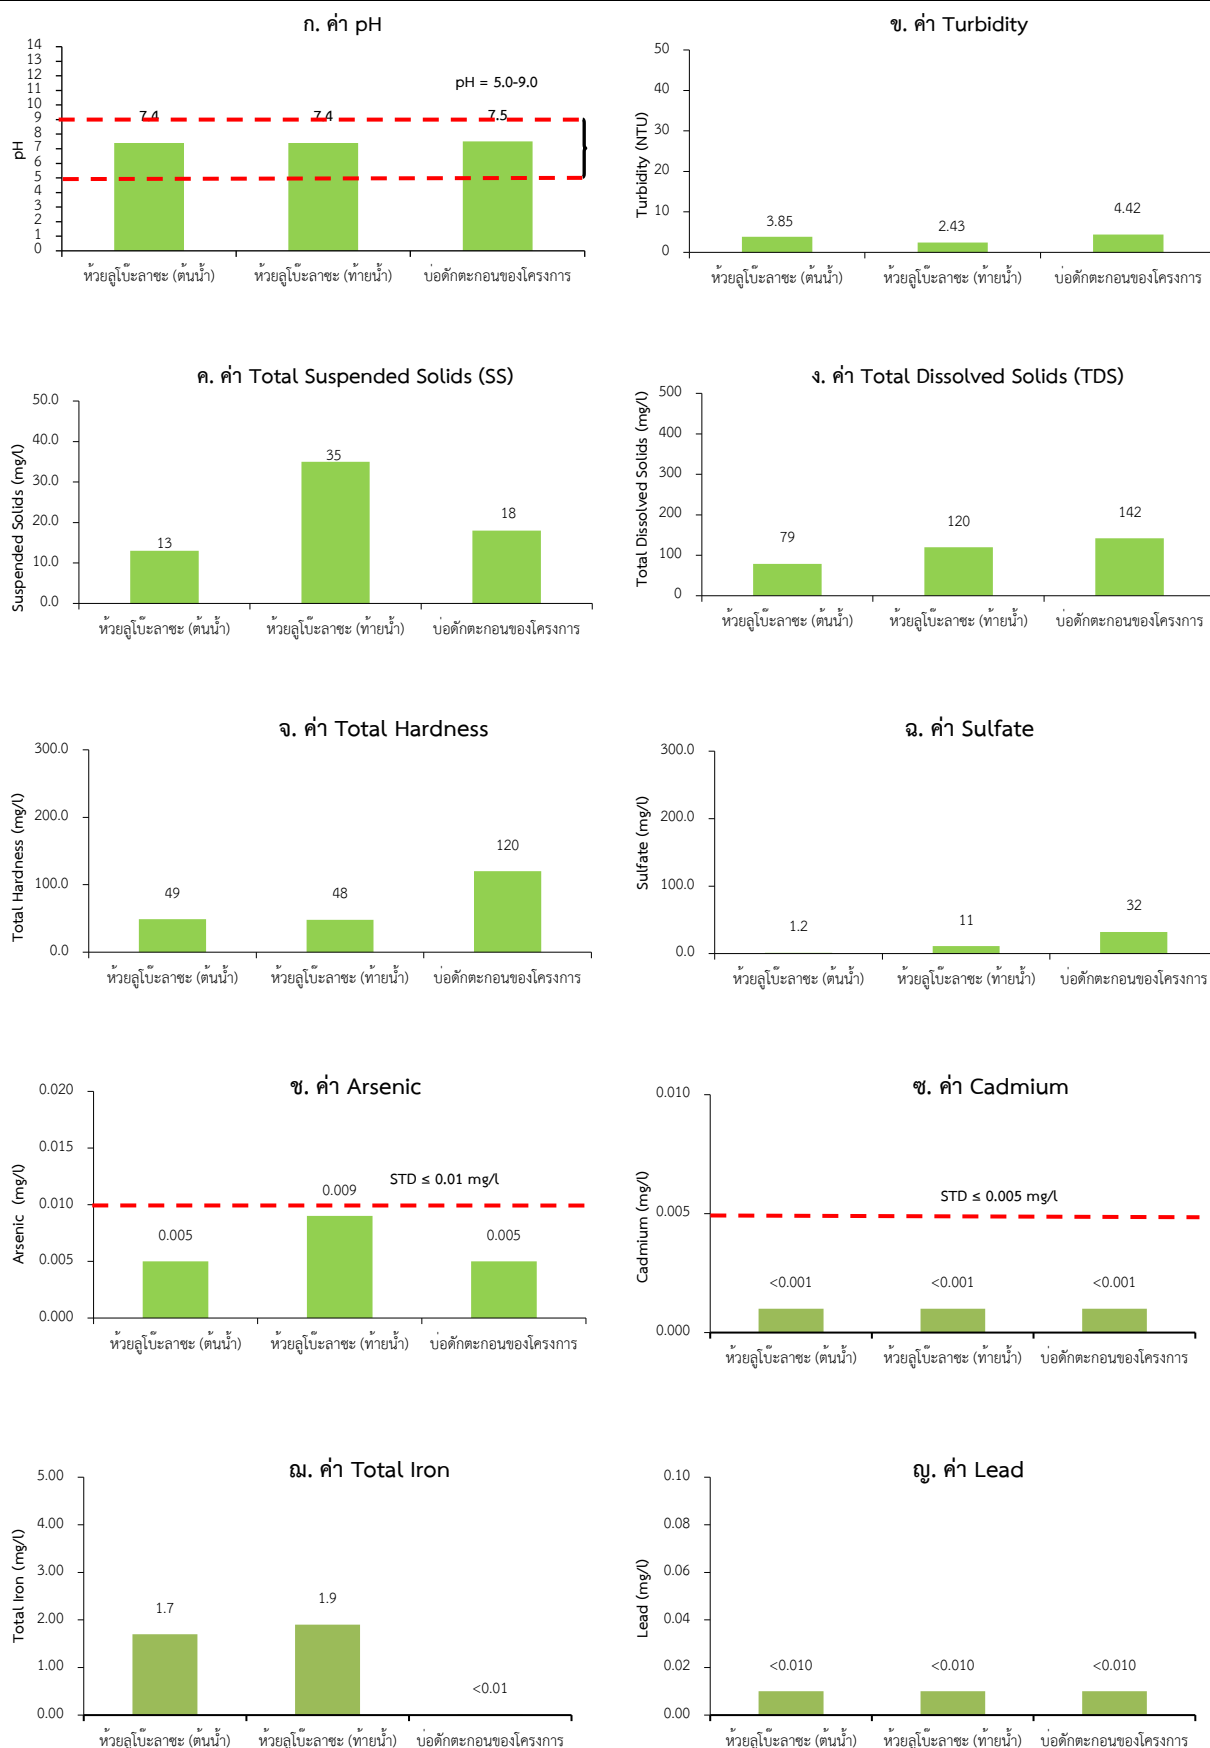 ก. ค่า pH
14
13
12
11
10
9
8
7
6
5
4
3
2
1
0
pH
pH = 5.0-9.0
7.4
7.4
7.5
ห้วยลูโบ๊ะลาซะ (ต้นน้ำ)
ห้วยลูโบ๊ะลาซะ (ท้ายน้ำ)
บ่อดักตะกอนของโครงการ
ข. ค่า Turbidity
50
40
30
20
10
0
Turbidity (NTU)
3.85
2.43
4.42
ห้วยลูโบ๊ะลาซะ (ต้นน้ำ)
ห้วยลูโบ๊ะลาซะ (ท้ายน้ำ)
บ่อดักตะกอนของโครงการ
ค. ค่า Total Suspended Solids (SS)
50.0
40.0
30.0
20.0
10.0
0.0
Suspended Solids (mg/l)
13
35
18
ห้วยลูโบ๊ะลาซะ (ต้นน้ำ)
ห้วยลูโบ๊ะลาซะ (ท้ายน้ำ)
บ่อดักตะกอนของโครงการ
ง. ค่า Total Dissolved Solids (TDS)
500
400
300
200
100
0
Total Dissolved Solids (mg/l)
79
120
142
ห้วยลูโบ๊ะลาซะ (ต้นน้ำ)
ห้วยลูโบ๊ะลาซะ (ท้ายน้ำ)
บ่อดักตะกอนของโครงการ
จ. ค่า Total Hardness
300.0
200.0
100.0
0.0
Total Hardness (mg/l)
49
48
120
ห้วยลูโบ๊ะลาซะ (ต้นน้ำ)
ห้วยลูโบ๊ะลาซะ (ท้ายน้ำ)
บ่อดักตะกอนของโครงการ
ฉ. ค่า Sulfate
300.0
200.0
100.0
0.0
Sulfate (mg/l)
1.2
11
32
ห้วยลูโบ๊ะลาซะ (ต้นน้ำ)
ห้วยลูโบ๊ะลาซะ (ท้ายน้ำ)
บ่อดักตะกอนของโครงการ
ช. ค่า Arsenic
0.020
0.015
0.010
0.005
0.000
Arsenic (mg/l)
STD ≤ 0.01 mg/l
0.005
0.009
0.005
ห้วยลูโบ๊ะลาซะ (ต้นน้ำ)
ห้วยลูโบ๊ะลาซะ (ท้ายน้ำ)
บ่อดักตะกอนของโครงการ
ซ. ค่า Cadmium
0.010
0.005
0.000
Cadmium (mg/l)
STD ≤ 0.005 mg/l
<0.001
<0.001
<0.001
ห้วยลูโบ๊ะลาซะ (ต้นน้ำ)
ห้วยลูโบ๊ะลาซะ (ท้ายน้ำ)
บ่อดักตะกอนของโครงการ
ฌ. ค่า Total Iron
5.00
4.00
3.00
2.00
1.00
0.00
Total Iron (mg/l)
1.7
1.9
<0.01
ห้วยลูโบ๊ะลาซะ (ต้นน้ำ)
ห้วยลูโบ๊ะลาซะ (ท้ายน้ำ)
บ่อดักตะกอนของโครงการ
ญ. ค่า Lead
0.10
0.08
0.06
0.04
0.02
0.00
Lead (mg/l)
<0.010
<0.010
<0.010
ห้วยลูโบ๊ะลาซะ (ต้นน้ำ)
ห้วยลูโบ๊ะลาซะ (ท้ายน้ำ)
บ่อดักตะกอนของโครงการ